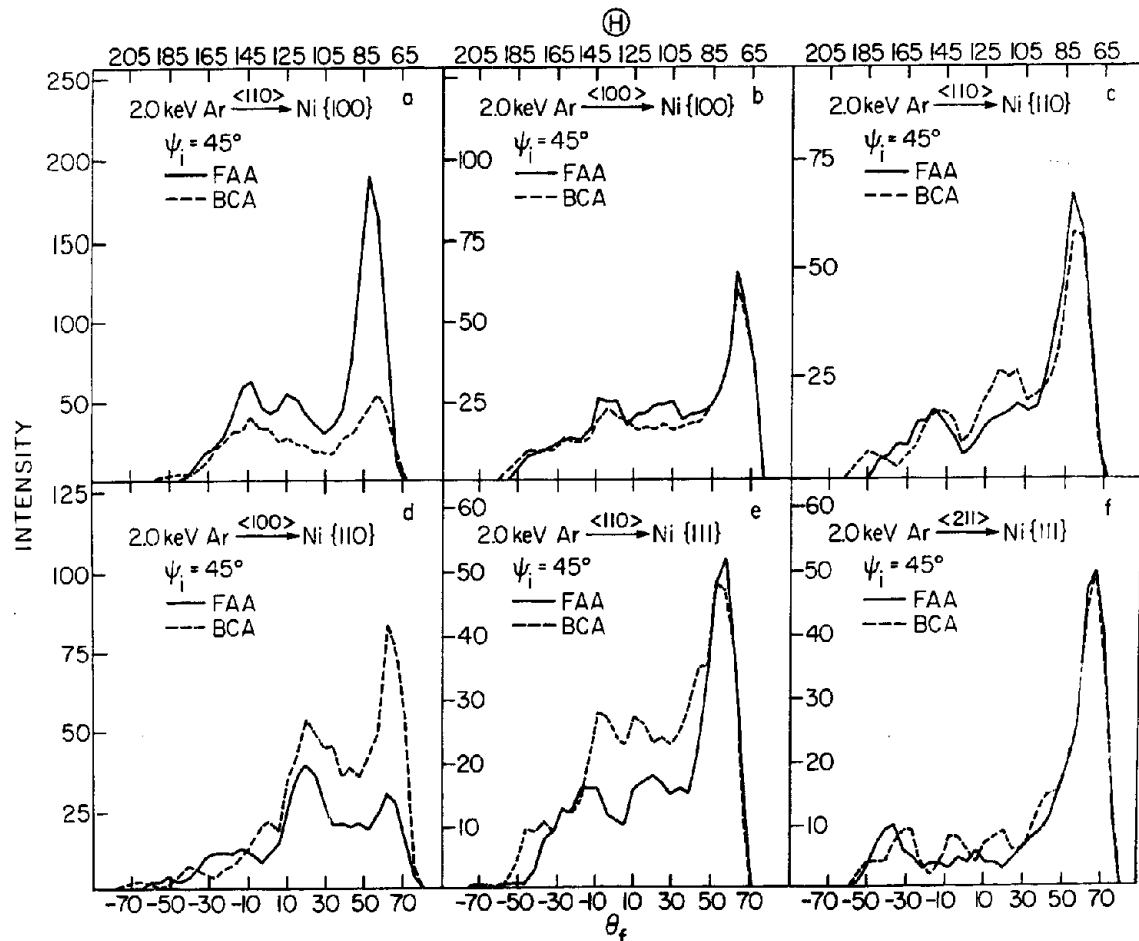 Ⓗ
205 185 165 145 125 105 85 65
205 185 165 145 125 105 85 65
205 185 165 145 125 105 85 65
250
200
150
100
50
a
2.0 keV Ar <110> Ni {100}
ψi = 45°
FAA
BCA
100
75
50
25
b
2.0 keV Ar <100> Ni {100}
ψi = 45°
FAA
BCA
75
50
25
c
2.0 keV Ar <110> Ni {110}
ψi = 45°
FAA
BCA
INTENSITY
125
100
75
50
25
d
2.0 keV Ar <100> Ni {110}
ψi = 45°
FAA
BCA
60
50
40
30
20
10
e
2.0 keV Ar <110> Ni {111}
ψi = 45°
FAA
BCA
60
50
40
30
20
10
f
2.0 keV Ar <211> Ni {111}
ψi = 45°
FAA
BCA
-70 -50 -30 -10 10 30 50 70
-70 -50 -30 -10 10 30 50 70
-70 -50 -30 -10 10 30 50 70
θf